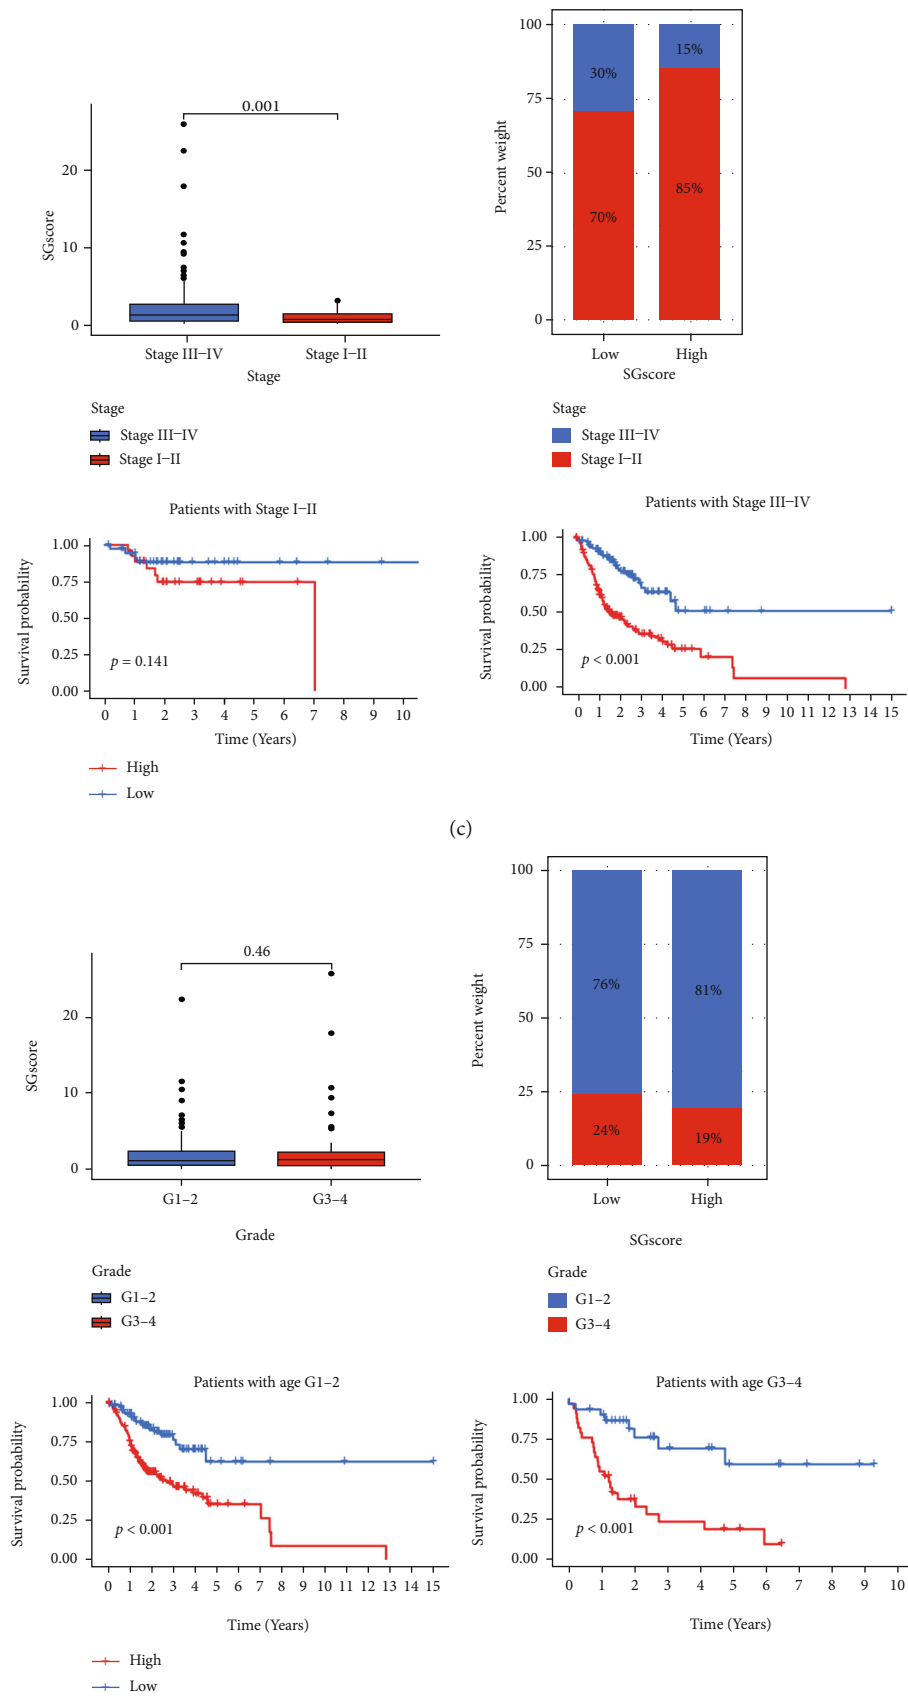 0.001
20
10
0
SGscore
Stage III–IV
Stage I–II
Stage
Stage
Stage III–IV
Stage I–II
100
75
50
25
0
Percent weight
30%
70%
15%
85%
Low
High
SGscore
Stage
Stage III–IV
Stage I–II
Patients with Stage I–II
1.00
0.75
0.50
0.25
0.00
Survival probability
p = 0.141
0 1 2 3 4 5 6 7 8 9 10
Time (Years)
High
Low
Patients with Stage III–IV
1.00
0.75
0.50
0.25
0.00
Survival probability
p < 0.001
0 1 2 3 4 5 6 7 8 9 10 11 12 13 14 15
Time (Years)
(c)
0.46
20
10
0
SGscore
G1–2
G3–4
Grade
Grade
G1–2
G3–4
100
75
50
25
0
Percent weight
76%
24%
81%
19%
Low
High
SGscore
Grade
G1–2
G3–4
Patients with age G1–2
1.00
0.75
0.50
0.25
0.00
Survival probability
p < 0.001
0 1 2 3 4 5 6 7 8 9 10 11 12 13 14 15
Time (Years)
High
Low
Patients with age G3–4
1.00
0.75
0.50
0.25
0.00
Survival probability
p < 0.001
0 1 2 3 4 5 6 7 8 9 10
Time (Years)